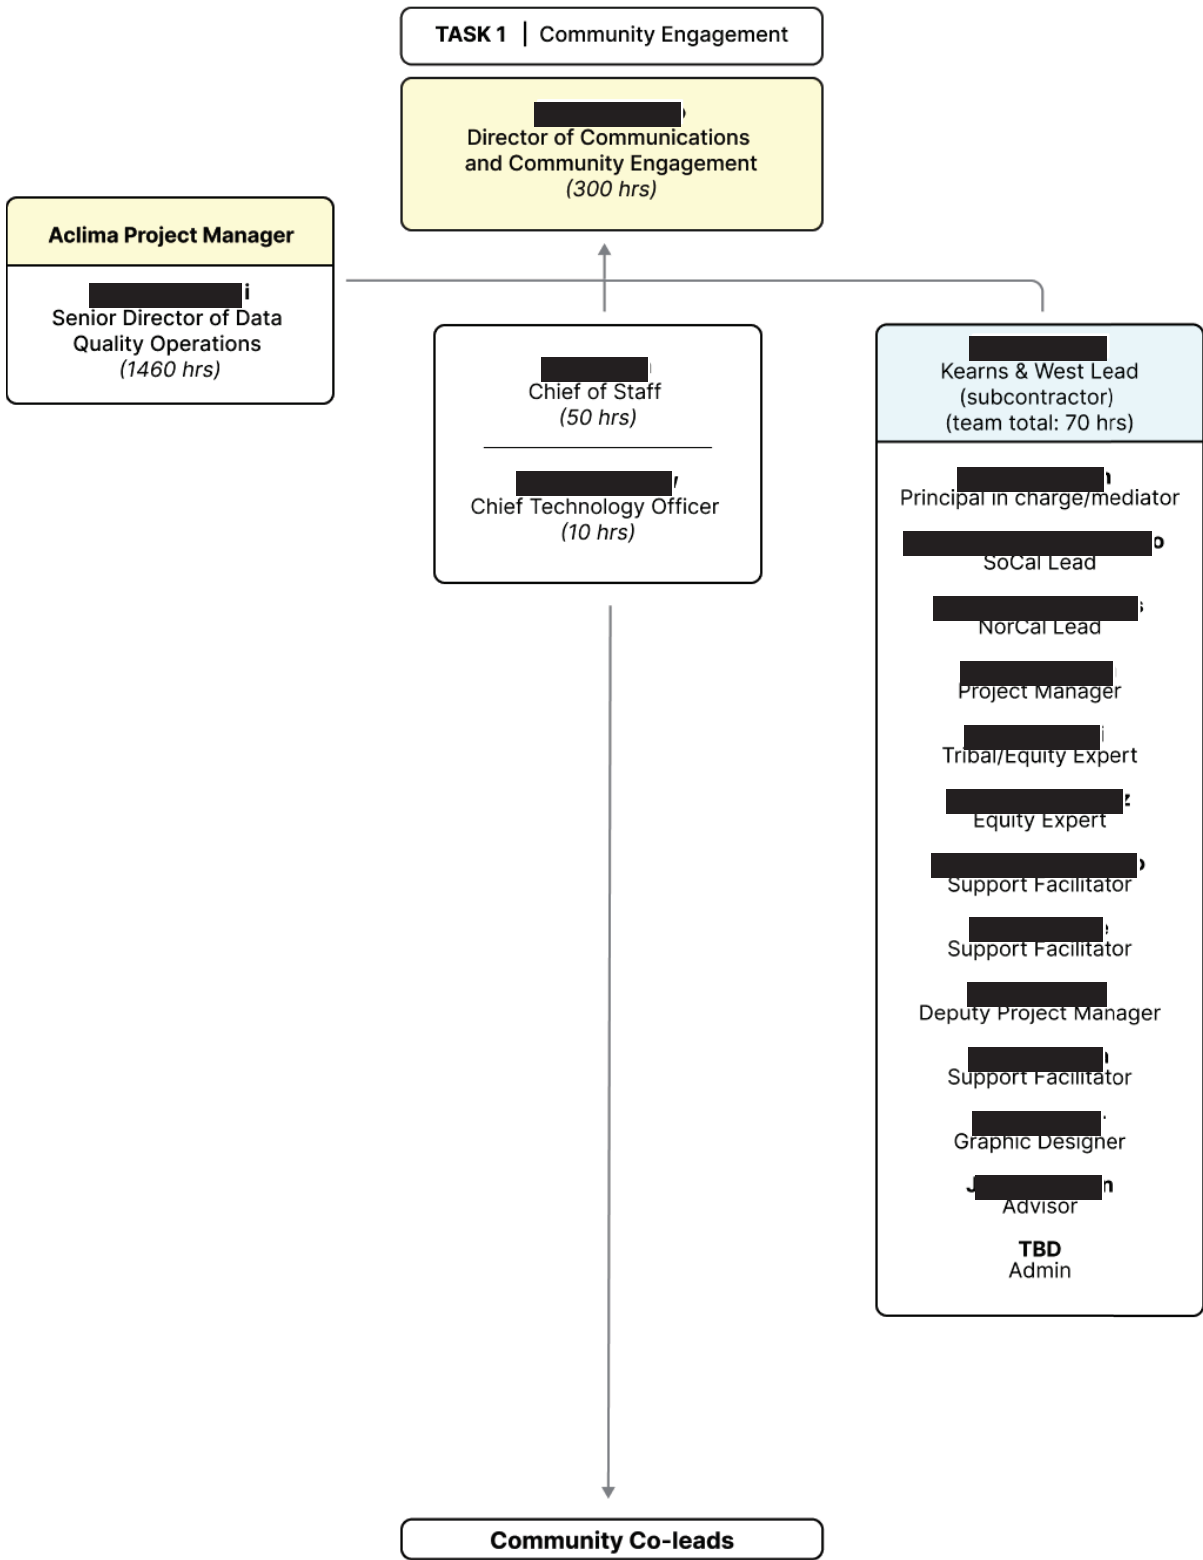 TASK 1 | Community Engagement
Director of Communications
and Community Engagement
(300 hrs)
Aclima Project Manager
Senior Director of Data
Quality Operations
(1460 hrs)
Chief of Staff
(50 hrs)
Chief Technology Officer
(10 hrs)
Kearns & West Lead
(subcontractor)
(team total: 70 hrs)
Principal in charge/mediator
SoCal Lead
NorCal Lead
Project Manager
Tribal/Equity Expert
Equity Expert
Support Facilitator
Support Facilitator
Deputy Project Manager
Support Facilitator
Graphic Designer
Advisor
TBD
Admin
Community Co-leads